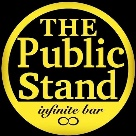 THE
Public
Stand
infinite bar